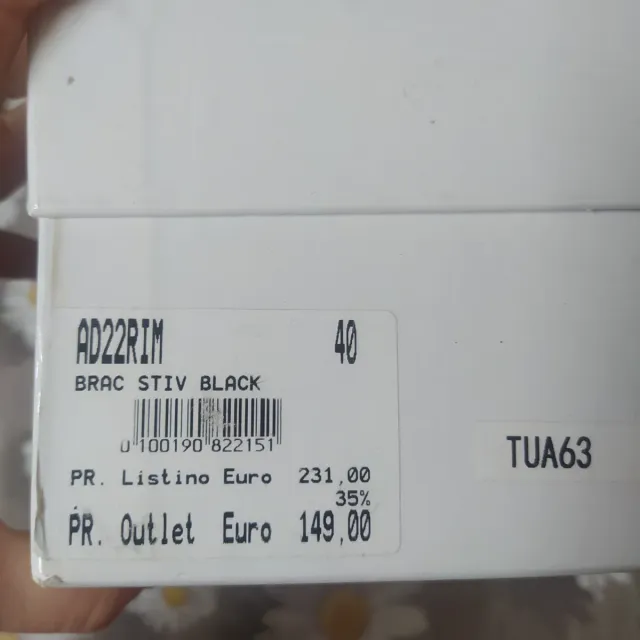 AD22RIM 40
BRAC STIV BLACK
0 100190 822151
TUA63
PR. Listino Euro 231,00
35%
PR. Outlet Euro 149,00